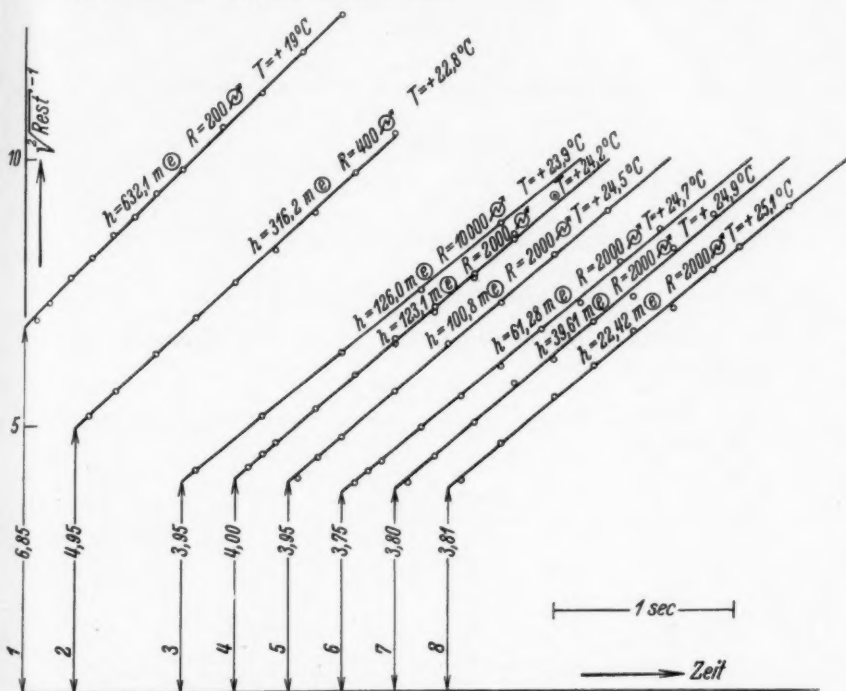 √Rest⁻¹
10
5
h=632,1 m ⓔ R=200 T=+19°C
h=316,2 m ⓔ R=400 T=+22,8°C
h=126,0 m ⓔ R=10000 T=+23,9°C
h=123,1 m ⓔ R=2000 T=+24,2°C
h=100,8 m ⓔ R=2000 T=+24,5°C
h=61,28 m ⓔ R=2000 T=+24,7°C
h=39,61 m ⓔ R=2000 T=+24,9°C
h=22,42 m ⓔ R=2000 T=+25,1°C
1 6,85
2 4,95
3 3,95
4 4,00
5 3,95
6 3,75
7 3,80
8 3,81
1 sec
Zeit